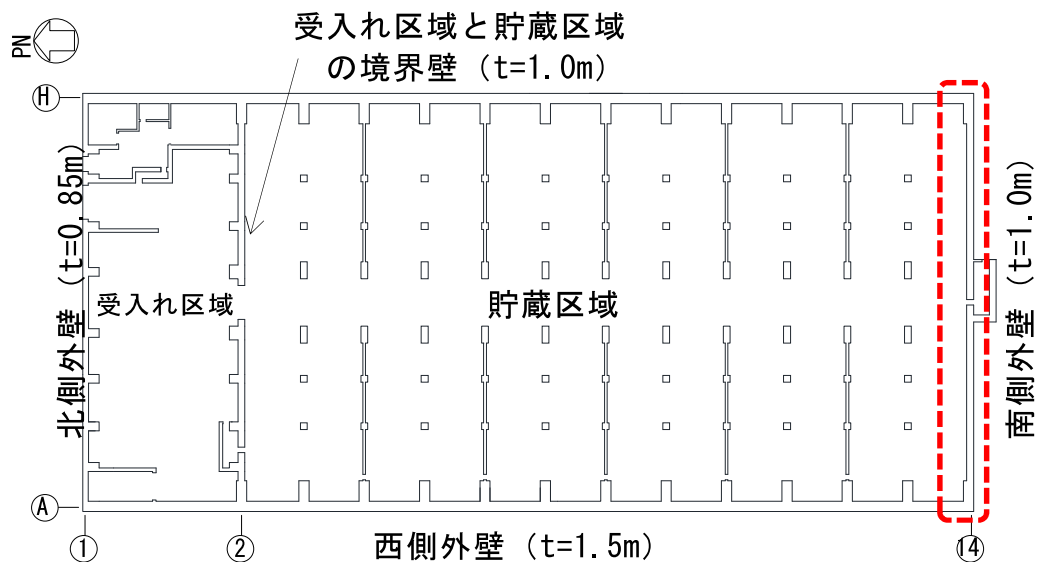 受入れ区域と貯蔵区域
の境界壁 (t=1.0m)
PN
H
北側外壁 (t=0.85m)
受入れ区域
貯蔵区域
南側外壁 (t=1.0m)
A
西側外壁 (t=1.5m)
1
2
14